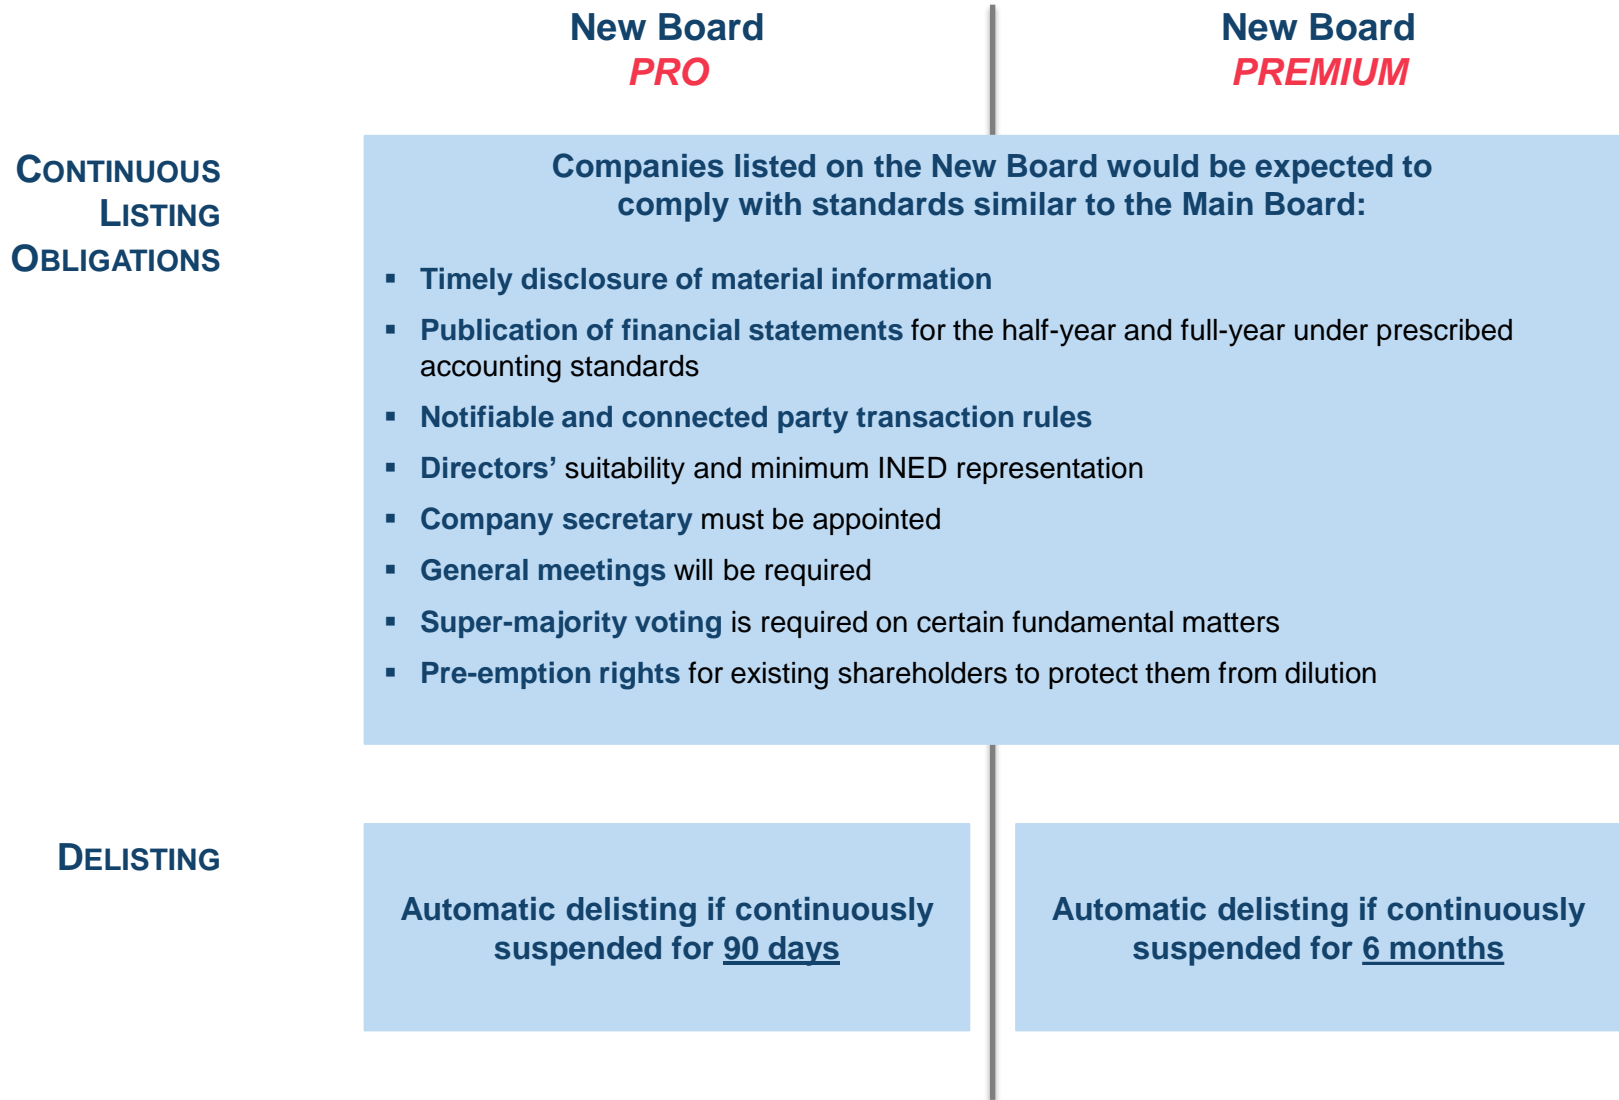 New Board
PRO
New Board
PREMIUM
CONTINUOUS
LISTING
OBLIGATIONS
Companies listed on the New Board would be expected to
comply with standards similar to the Main Board:
▪ Timely disclosure of material information
▪ Publication of financial statements for the half-year and full-year under prescribed
accounting standards
▪ Notifiable and connected party transaction rules
▪ Directors’ suitability and minimum INED representation
▪ Company secretary must be appointed
▪ General meetings will be required
▪ Super-majority voting is required on certain fundamental matters
▪ Pre-emption rights for existing shareholders to protect them from dilution
DELISTING
Automatic delisting if continuously
suspended for 90 days
Automatic delisting if continuously
suspended for 6 months